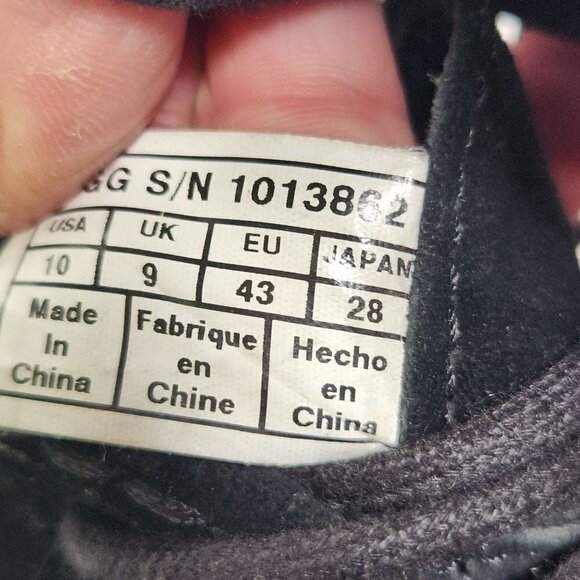 GG S/N 1013862
USA UK EU JAPAN
10 9 43 28
Made In China
Fabrique en Chine
Hecho en China